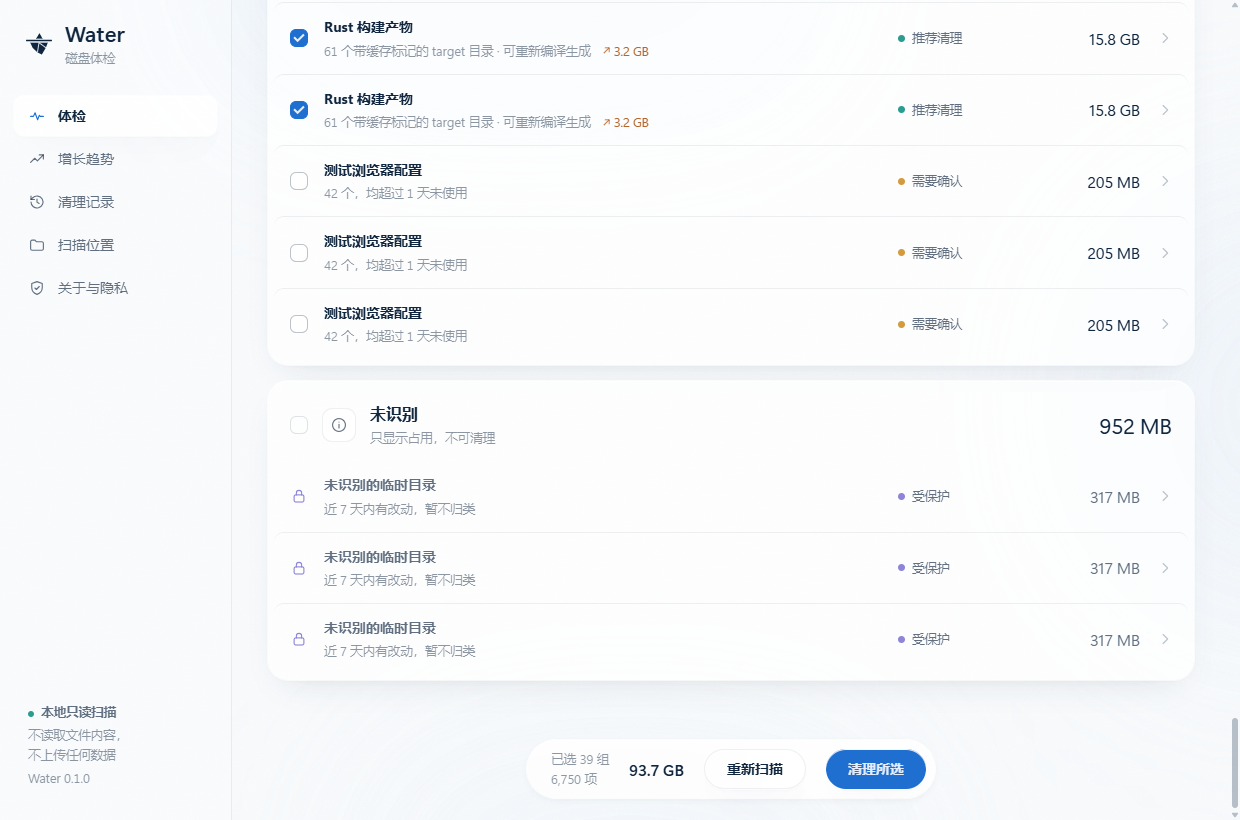 Water
磁盘体检
体检
增长趋势
清理记录
扫描位置
关于与隐私
本地只读扫描
不读取文件内容，
不上传任何数据
Water 0.1.0
Rust 构建产物
61 个带缓存标记的 target 目录 · 可重新编译生成 ↗ 3.2 GB
推荐清理
15.8 GB
Rust 构建产物
61 个带缓存标记的 target 目录 · 可重新编译生成 ↗ 3.2 GB
推荐清理
15.8 GB
测试浏览器配置
42 个，均超过 1 天未使用
需要确认
205 MB
测试浏览器配置
42 个，均超过 1 天未使用
需要确认
205 MB
测试浏览器配置
42 个，均超过 1 天未使用
需要确认
205 MB
未识别
只显示占用，不可清理
952 MB
未识别的临时目录
近 7 天内有改动，暂不归类
受保护
317 MB
未识别的临时目录
近 7 天内有改动，暂不归类
受保护
317 MB
未识别的临时目录
近 7 天内有改动，暂不归类
受保护
317 MB
已选 39 组
6,750 项
93.7 GB
重新扫描
清理所选